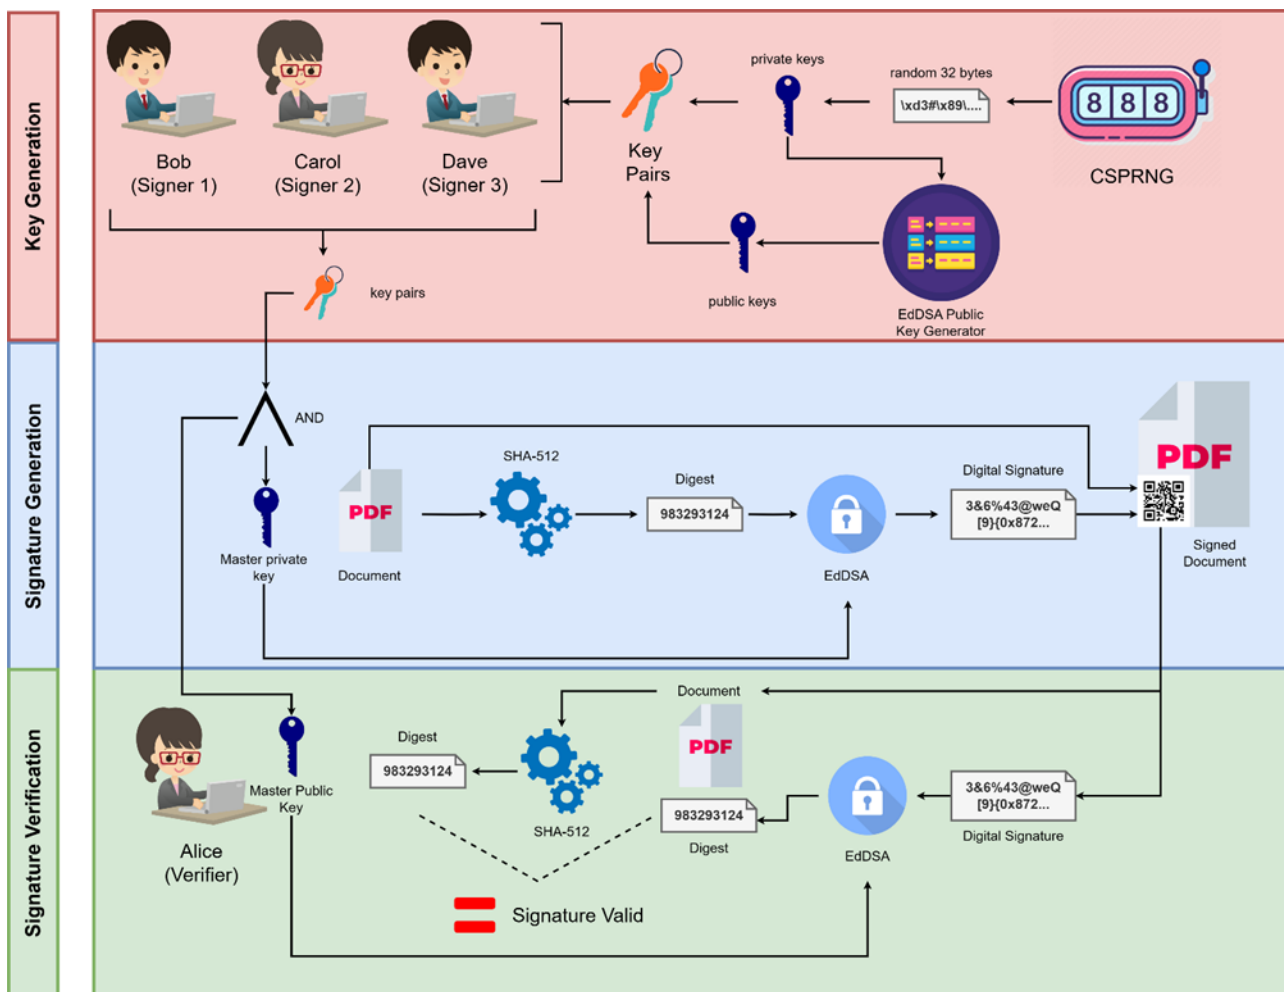 Key Generation
Bob
(Signer 1)
Carol
(Signer 2)
Dave
(Signer 3)
Key
Pairs
private keys
random 32 bytes
\xd3#\x89\....
888
CSPRNG
public keys
EdDSA Public
Key Generator
key pairs
Signature Generation
AND
Master private
key
PDF
Document
SHA-512
Digest
983293124
EdDSA
Digital Signature
3&6%43@weQ
[9}{0x872...
PDF
Signed
Document
Signature Verification
Alice
(Verifier)
Master Public
Key
Digest
983293124
SHA-512
Document
PDF
983293124
Digest
EdDSA
3&6%43@weQ
[9}{0x872...
Digital Signature
Signature Valid